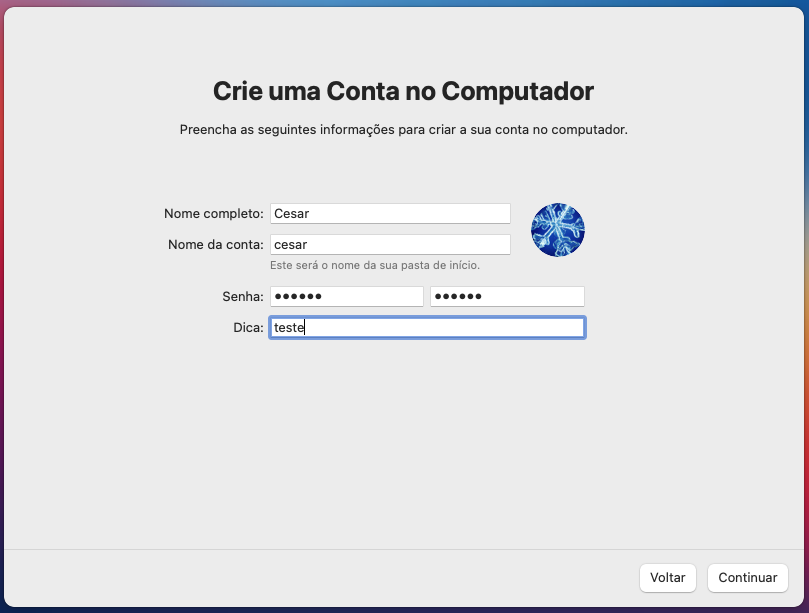 Crie uma Conta no Computador
Preencha as seguintes informações para criar a sua conta no computador.
Nome completo: Cesar
Nome da conta: cesar
Este será o nome da sua pasta de início.
Senha: •••••• ••••••
Dica: teste
Voltar Continuar